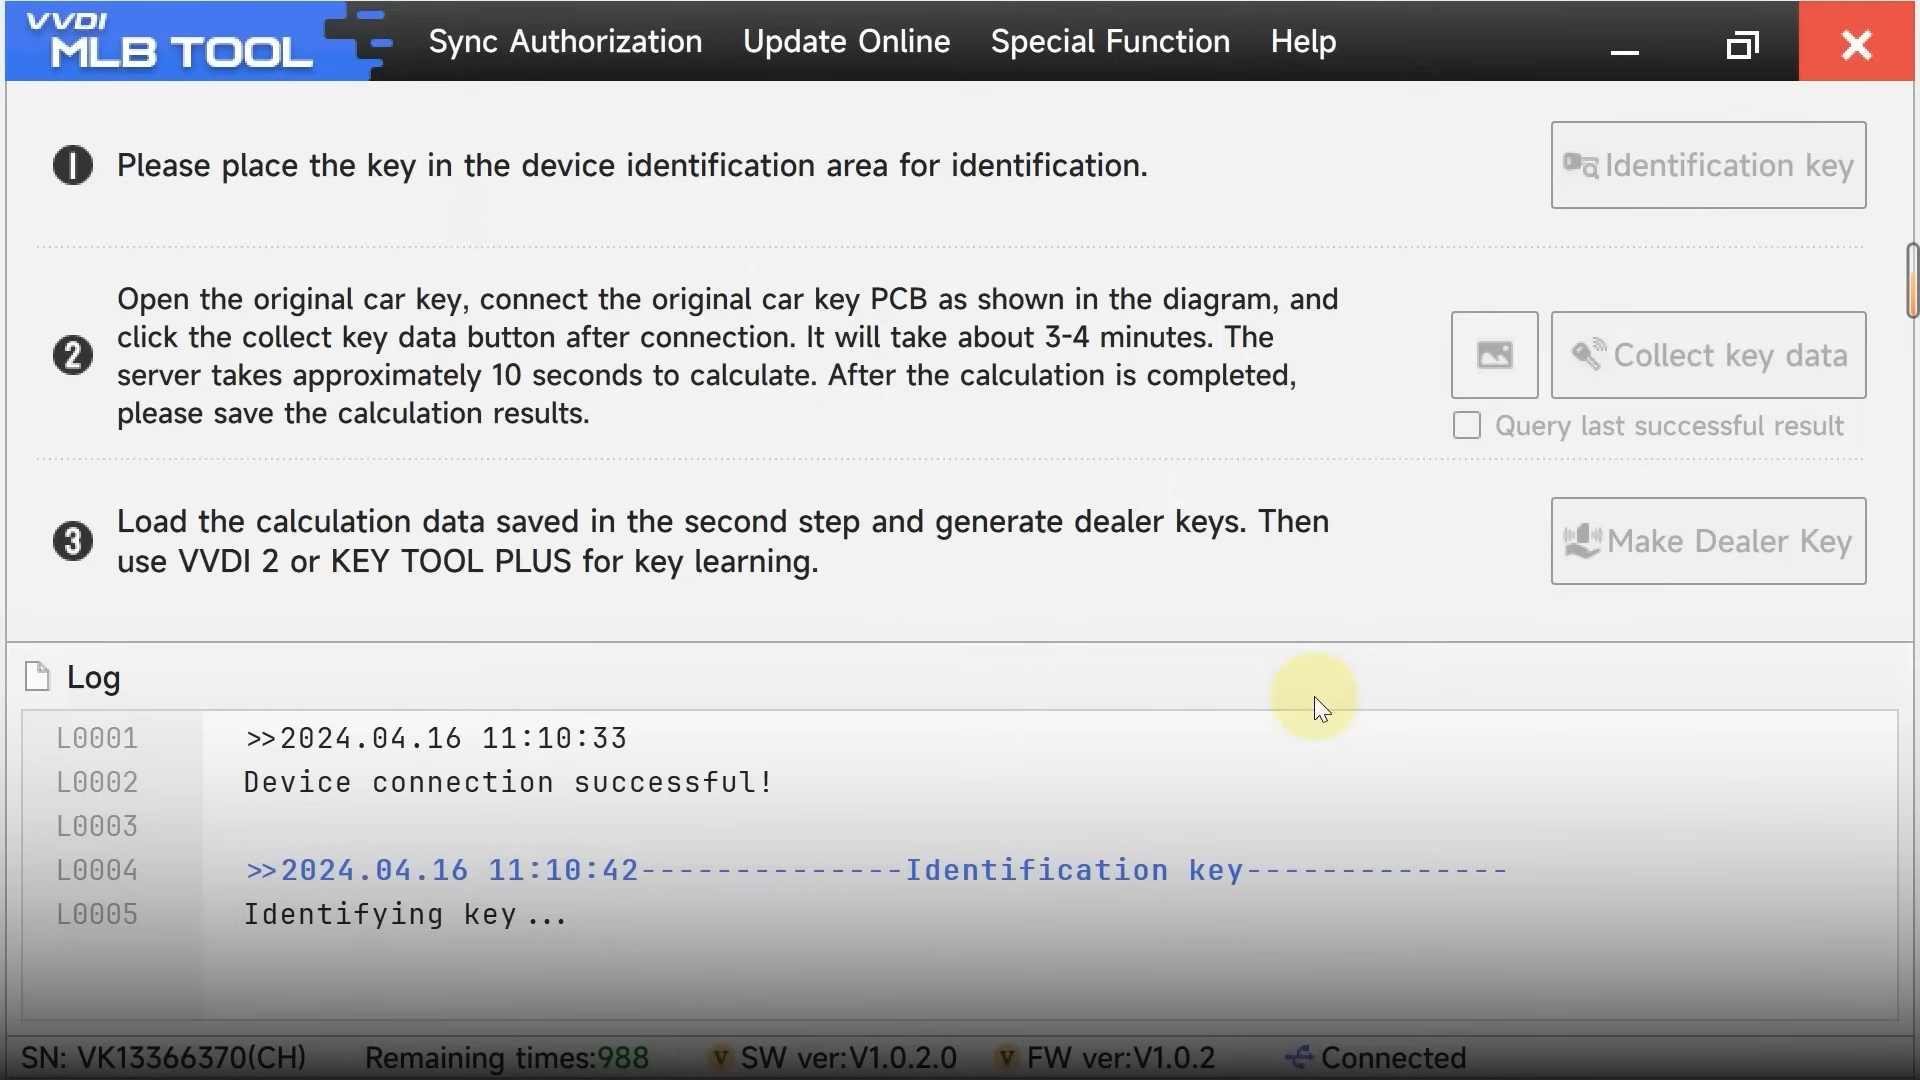 VVDI
MLB TOOL
Sync Authorization Update Online Special Function Help
1 Please place the key in the device identification area for identification.
Identification key
2 Open the original car key, connect the original car key PCB as shown in the diagram, and
click the collect key data button after connection. It will take about 3-4 minutes. The
server takes approximately 10 seconds to calculate. After the calculation is completed,
please save the calculation results.
Collect key data
Query last successful result
3 Load the calculation data saved in the second step and generate dealer keys. Then
use VVDI 2 or KEY TOOL PLUS for key learning.
Make Dealer Key
Log
L0001 >>2024.04.16 11:10:33
L0002 Device connection successful!
L0003
L0004 >>2024.04.16 11:10:42--------------Identification key--------------
L0005 Identifying key...
SN: VK13366370(CH) Remaining times:988 V SW ver:V1.0.2.0 V FW ver:V1.0.2 Connected